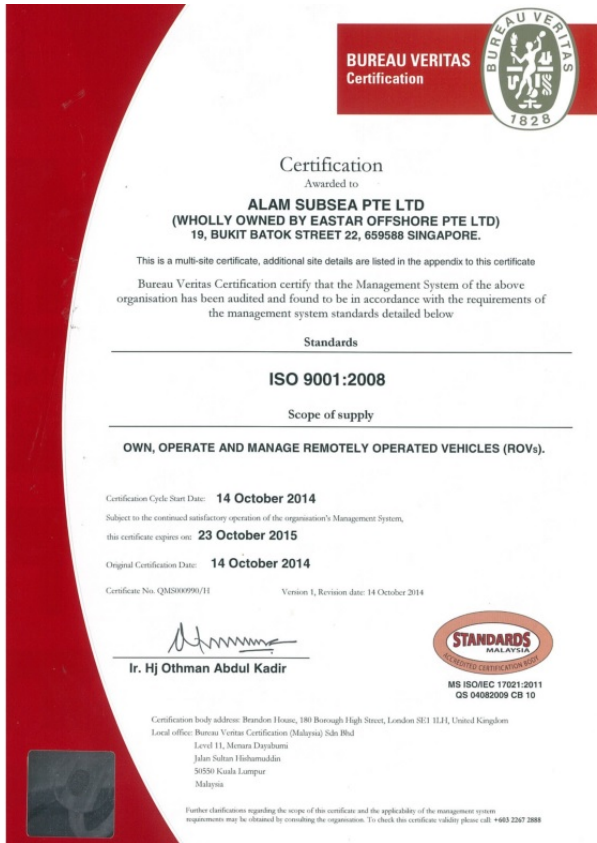 BUREAU VERITAS
Certification
BUREAU VERITAS
1828
Certification
Awarded to
ALAM SUBSEA PTE LTD
(WHOLLY OWNED BY EASTAR OFFSHORE PTE LTD)
19, BUKIT BATOK STREET 22, 659588 SINGAPORE.
This is a multi-site certificate, additional site details are listed in the appendix to this certificate
Bureau Veritas Certification certify that the Management System of the above
organisation has been audited and found to be in accordance with the requirements of
the management system standards detailed below
Standards
ISO 9001:2008
Scope of supply
OWN, OPERATE AND MANAGE REMOTELY OPERATED VEHICLES (ROVs).
Certification Cycle Start Date: 14 October 2014
Subject to the continued satisfactory operation of the organisation's Management System,
this certificate expires on: 23 October 2015
Original Certification Date: 14 October 2014
Certificate No. QMS000990/H Version 1, Revision date: 14 October 2014
Ir. Hj Othman Abdul Kadir
STANDARDS
MALAYSIA
ACCREDITED CERTIFICATION BODY
MS ISO/IEC 17021:2011
QS 04082009 CB 10
Certification body address: Brandon House, 180 Borough High Street, London SE1 1LH, United Kingdom
Local office: Bureau Veritas Certification (Malaysia) Sdn Bhd
Level 11, Menara Dayabumi
Jalan Sultan Hishamuddin
50550 Kuala Lumpur
Malaysia
Further clarifications regarding the scope of this certificate and the applicability of the management system
requirements may be obtained by consulting the organisation. To check this certificate validity please call: +603 2267 2888